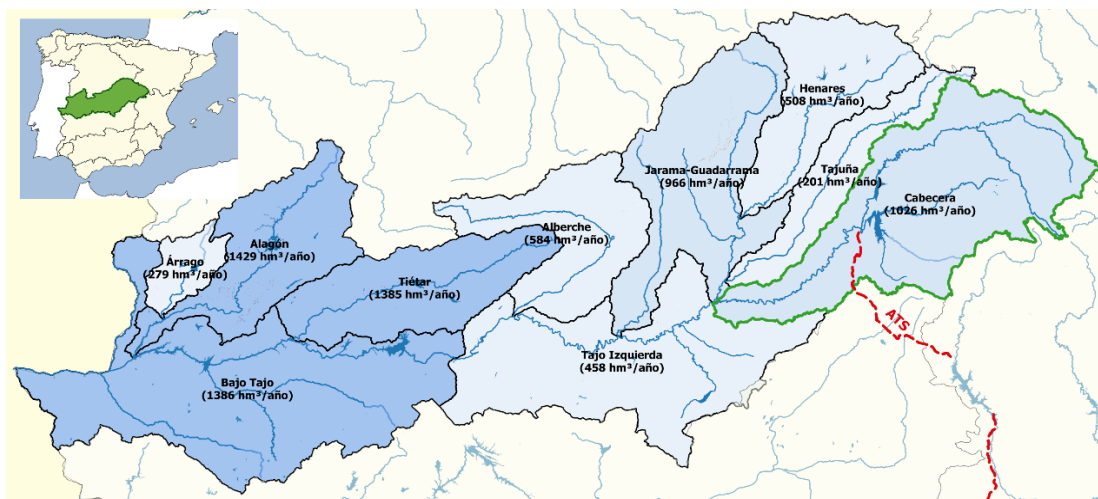 Henares
(508 hm³/año)
Jarama-Guadarrama
(966 hm³/año)
Tajuña
(201 hm³/año)
Cabecera
(1026 hm³/año)
Alberche
(584 hm³/año)
Alagón
(1429 hm³/año)
Árrago
(279 hm³/año)
Tiétar
(1385 hm³/año)
ATS
Tajo Izquierda
(458 hm³/año)
Bajo Tajo
(1386 hm³/año)